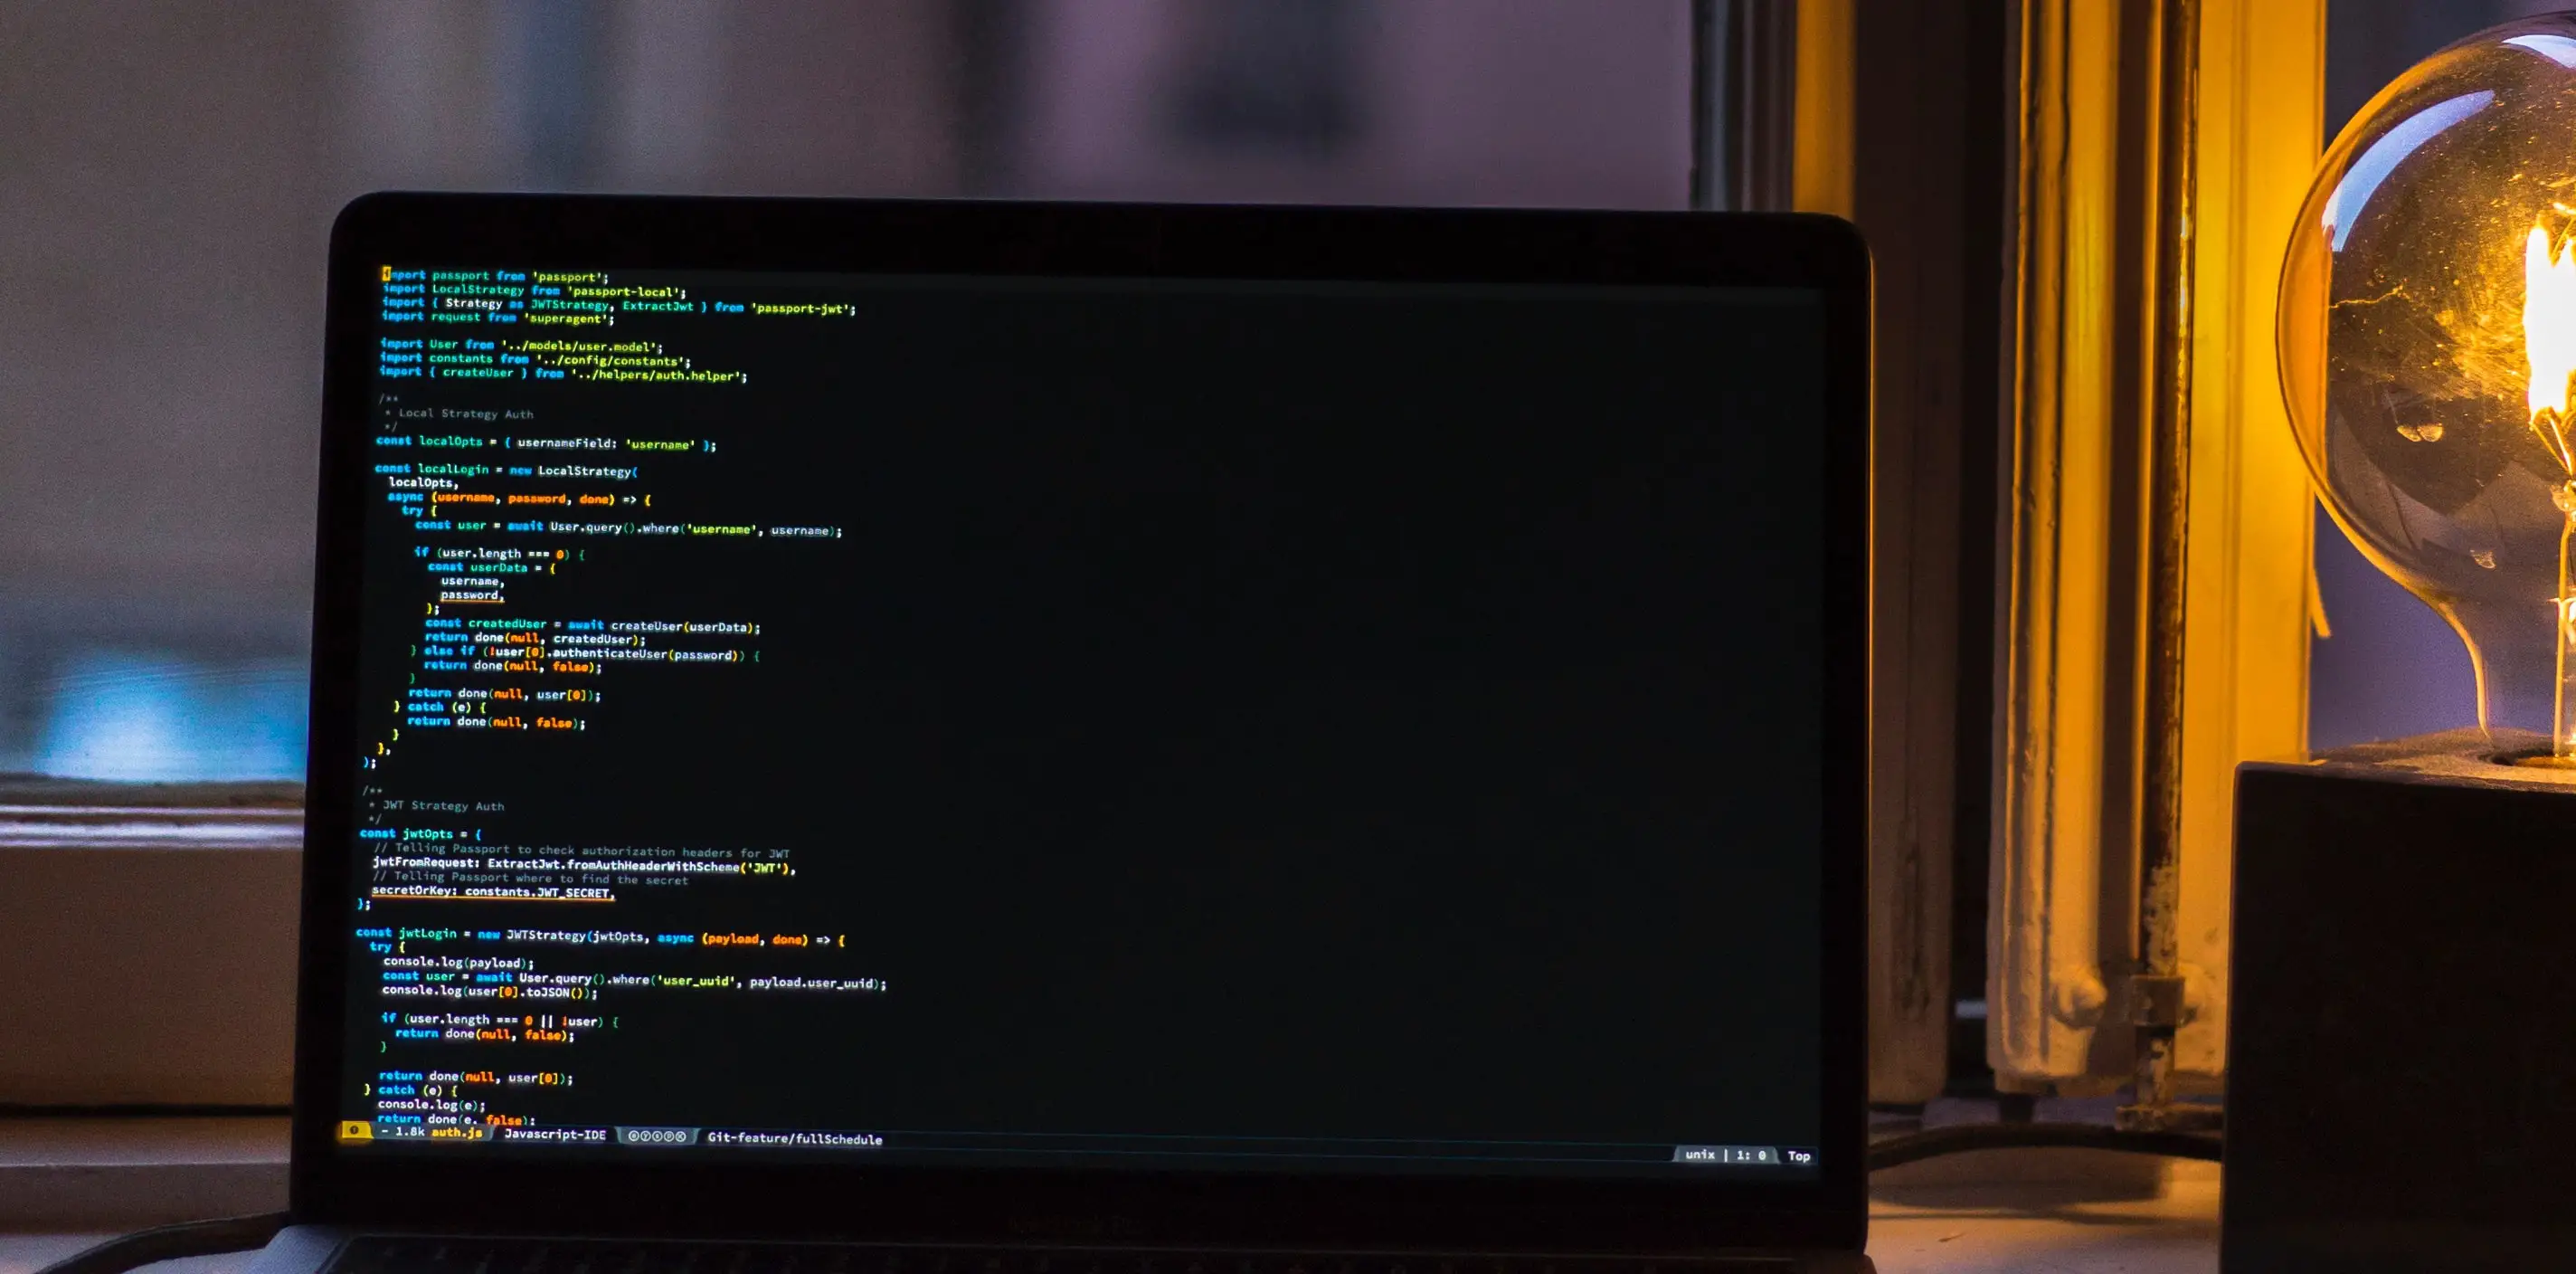 import passport from 'passport';
import LocalStrategy from 'passport-local';
import { Strategy as JWTStrategy, ExtractJwt } from 'passport-jwt';
import request from 'superagent';

import User from '../models/user.model';
import constants from '../config/constants';
import { createUser } from '../helpers/auth.helper';

/**
 * Local Strategy Auth
 */
const localOpts = { usernameField: 'username' };

const localLogin = new LocalStrategy(
  localOpts,
  async (username, password, done) => {
    try {
      const user = await User.query().where('username', username);

      if (user.length === 0) {
        const userData = {
          username,
          password,
        };
        const createdUser = await createUser(userData);
        return done(null, createdUser);
      } else if (!user[0].authenticateUser(password)) {
        return done(null, false);
      }
      return done(null, user[0]);
    } catch (e) {
      return done(null, false);
    }
  },
);

/**
 * JWT Strategy Auth
 */
const jwtOpts = {
  // Telling Passport to check authorization headers for JWT
  jwtFromRequest: ExtractJwt.fromAuthHeaderWithScheme('JWT'),
  // Telling Passport where to find the secret
  secretOrKey: constants.JWT_SECRET,
};

const jwtLogin = new JWTStrategy(jwtOpts, async (payload, done) => {
  try {
    console.log(payload);
    const user = await User.query().where('user_uuid', payload.user_uuid);
    console.log(user[0].toJSON());

    if (user.length === 0 || !user) {
      return done(null, false);
    }

    return done(null, user[0]);
  } catch (e) {
    console.log(e);
    return done(e, false);
- 1.8k auth.js Javascript-IDE Git-feature/fullSchedule unix | 1: 0 Top